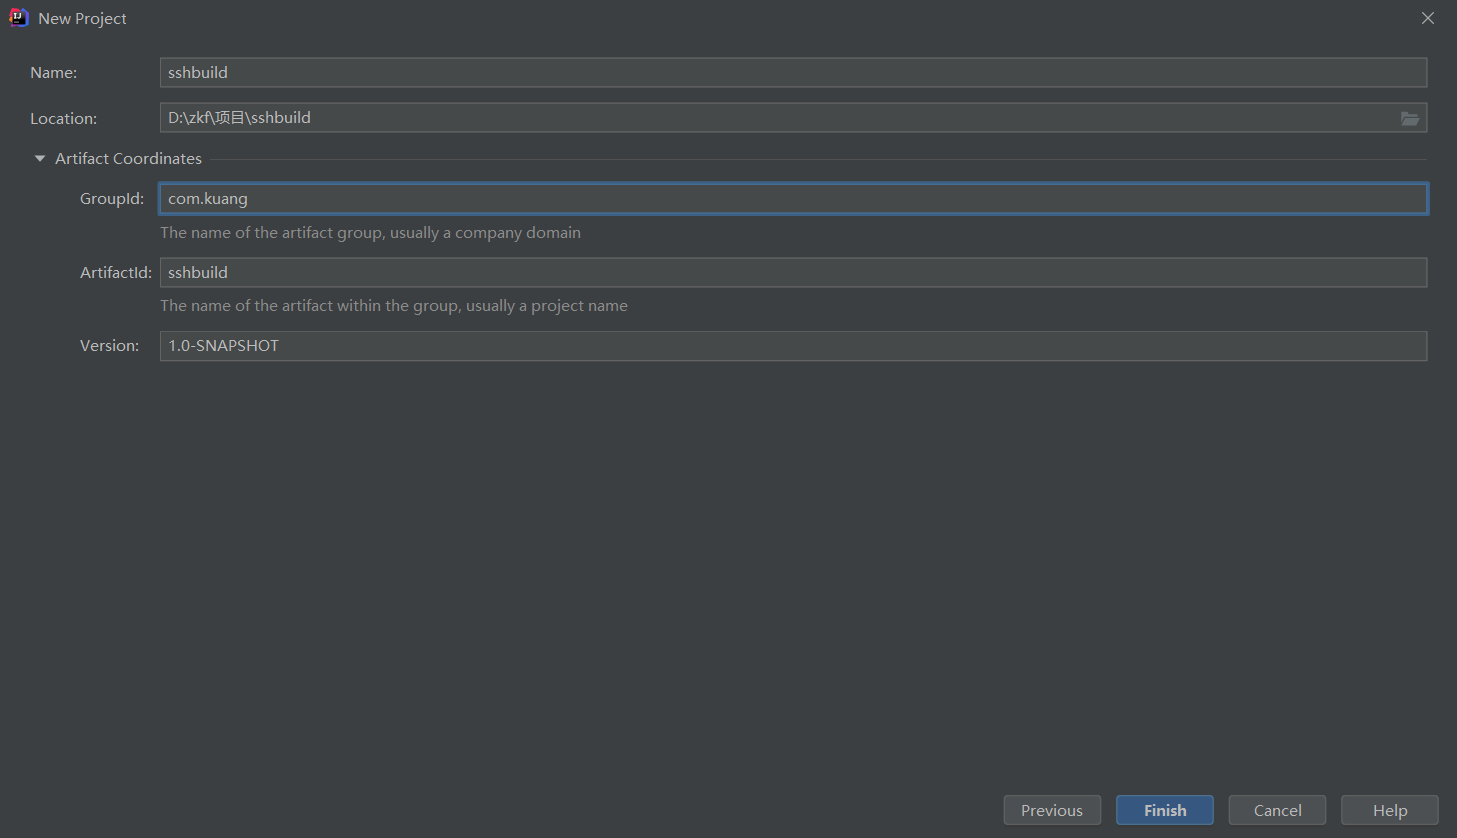 New Project
Name: sshbuild
Location: D:\zkf\项目\sshbuild
Artifact Coordinates
GroupId: com.kuang
The name of the artifact group, usually a company domain
ArtifactId: sshbuild
The name of the artifact within the group, usually a project name
Version: 1.0-SNAPSHOT
Previous Finish Cancel Help